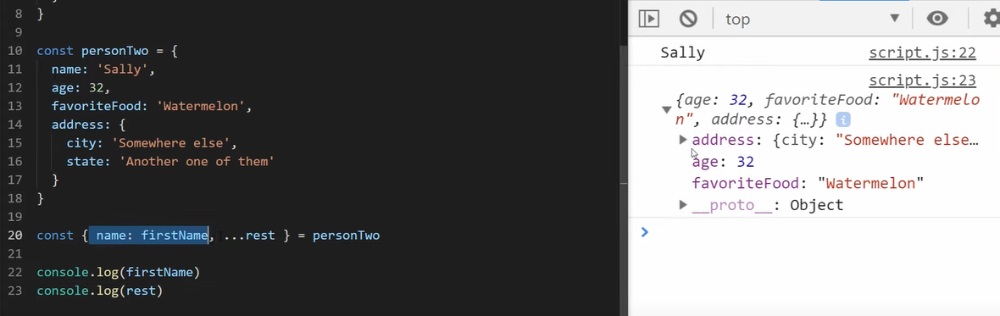 8 }
9
10 const personTwo = {
11 name: 'Sally',
12 age: 32,
13 favoriteFood: 'Watermelon',
14 address: {
15 city: 'Somewhere else',
16 state: 'Another one of them'
17 }
18 }
19
20 const { name: firstName, ...rest } = personTwo
21
22 console.log(firstName)
23 console.log(rest)
top
Sally script.js:22
script.js:23
{age: 32, favoriteFood: "Watermelo
n", address: {…}} i
address: {city: "Somewhere else…
age: 32
favoriteFood: "Watermelon"
__proto__: Object
>